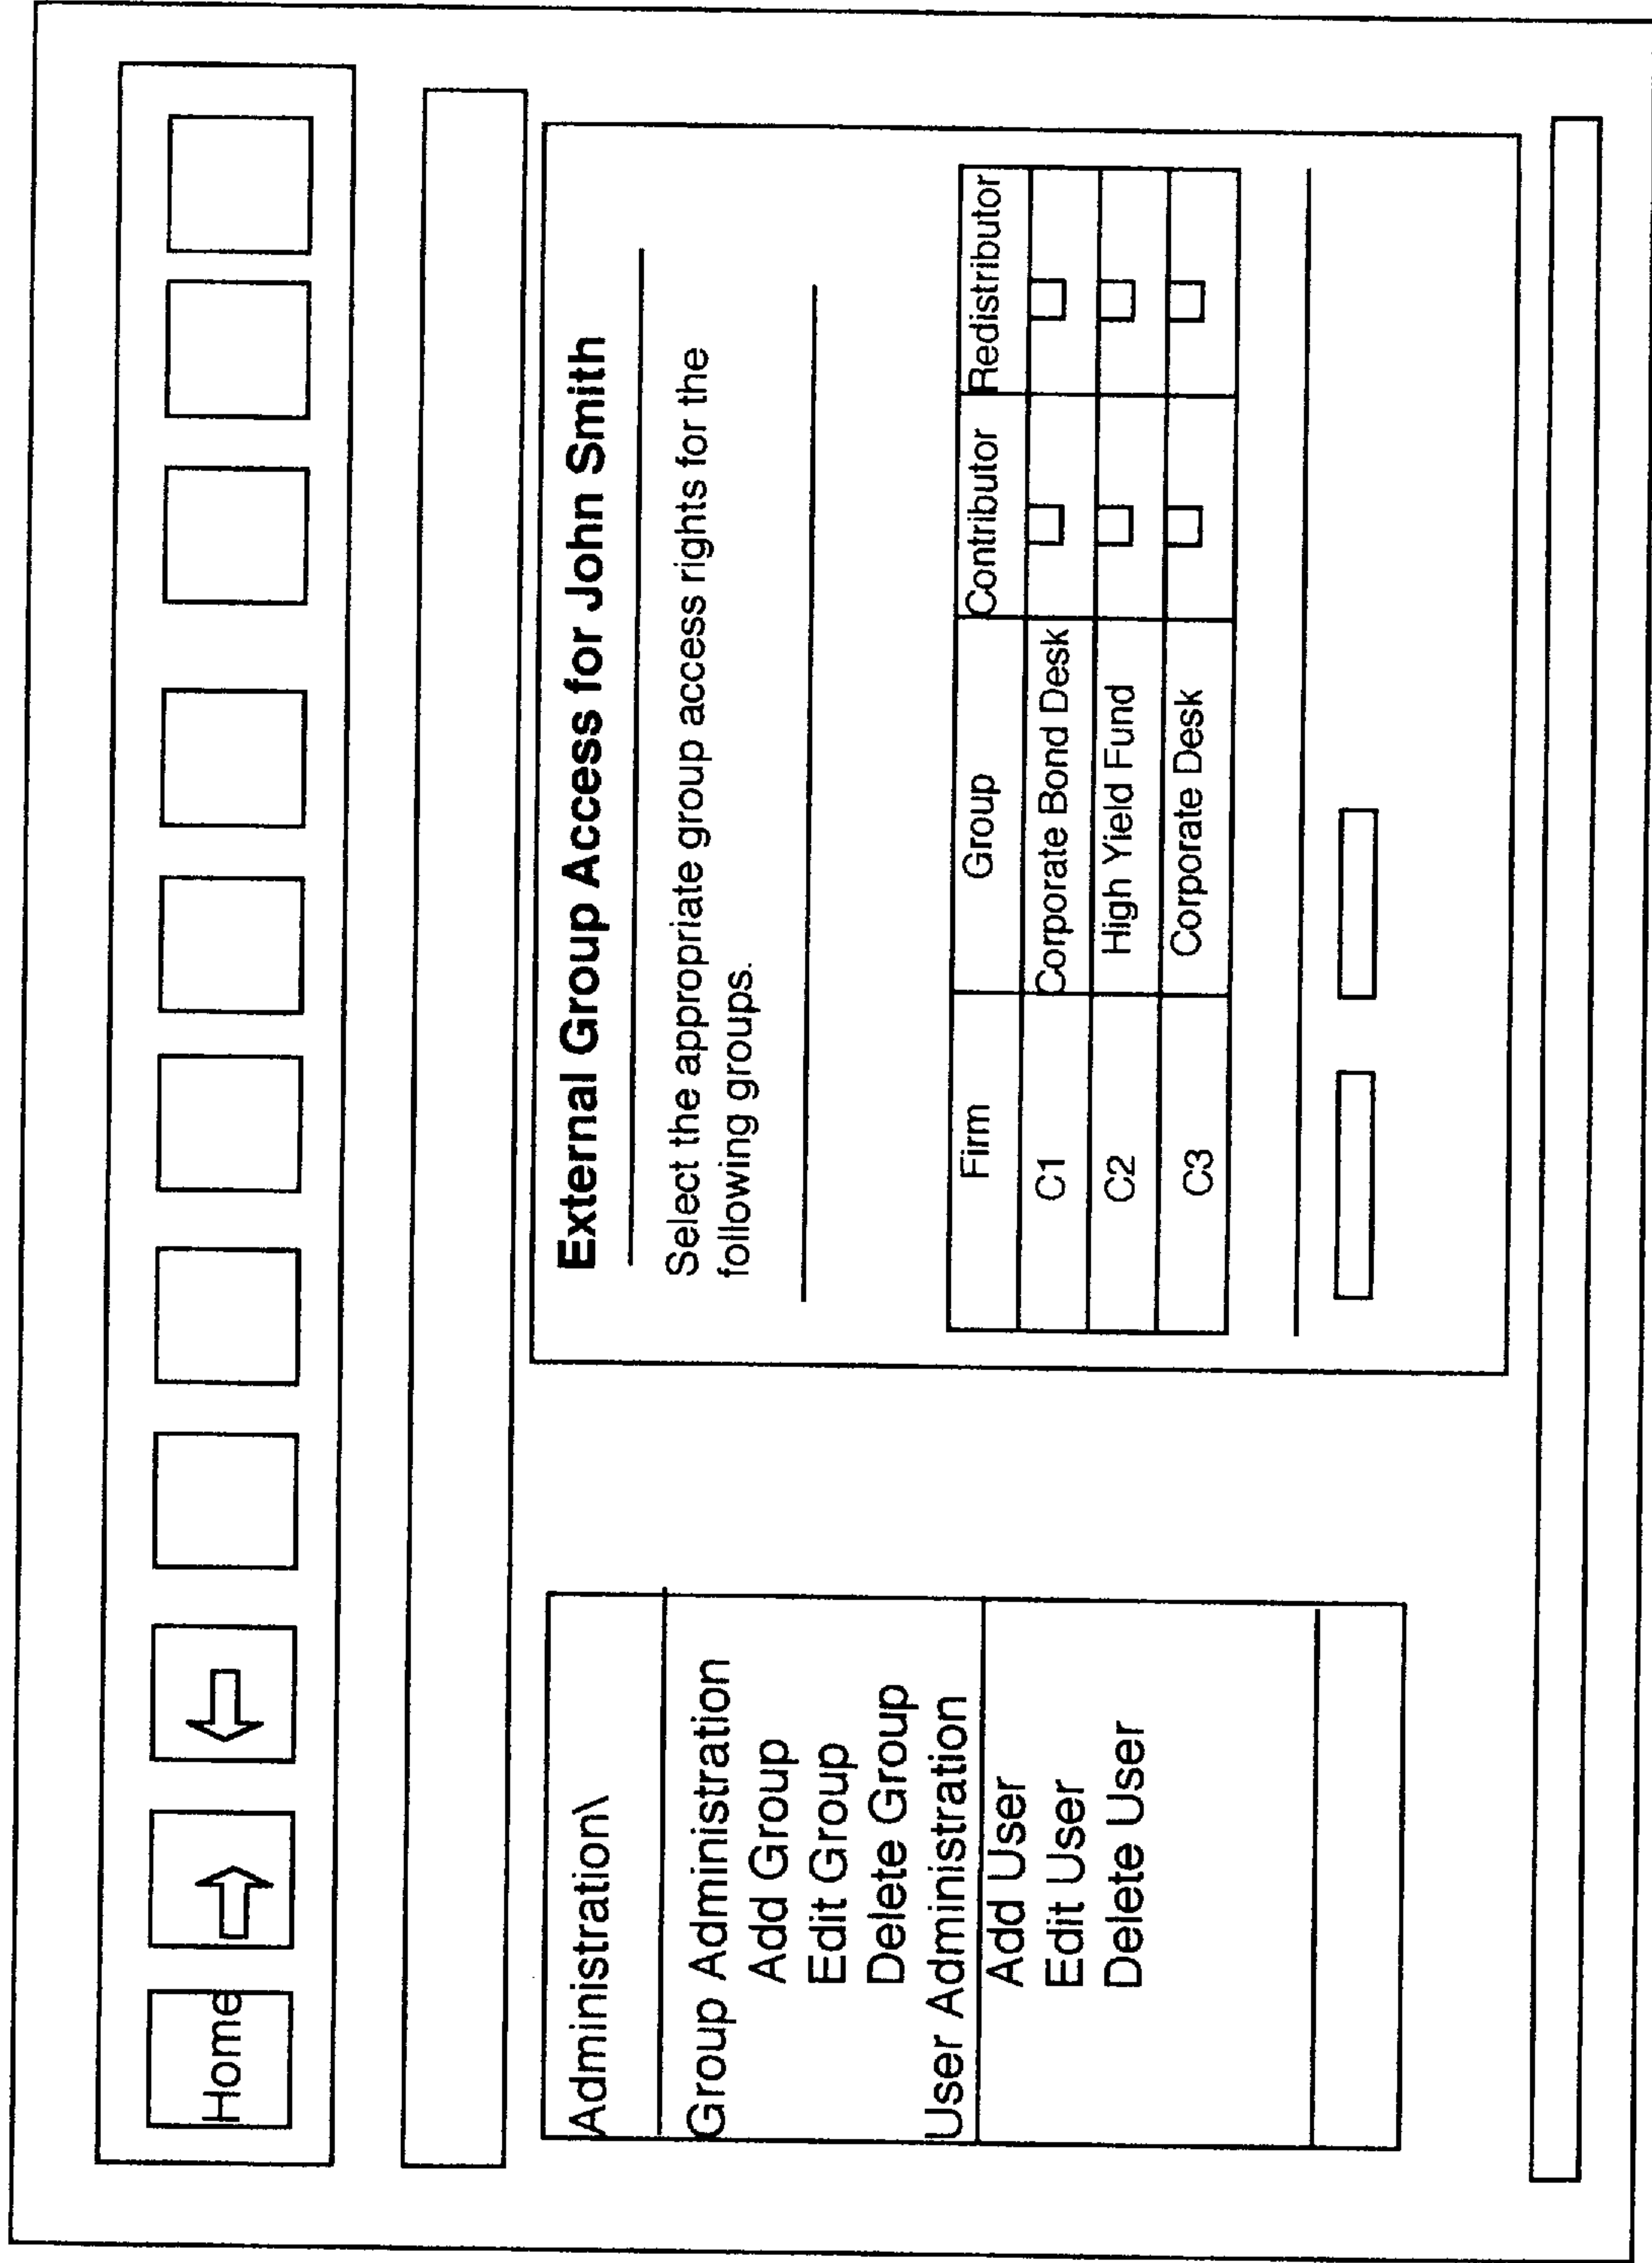 Home
Administration\
Group Administration
Add Group
Edit Group
Delete Group
User Administration
Add User
Edit User
Delete User
External Group Access for John Smith
Select the appropriate group access rights for the
following groups.
Firm Group Contributor Redistributor
C1 Corporate Bond Desk
C2 High Yield Fund
C3 Corporate Desk